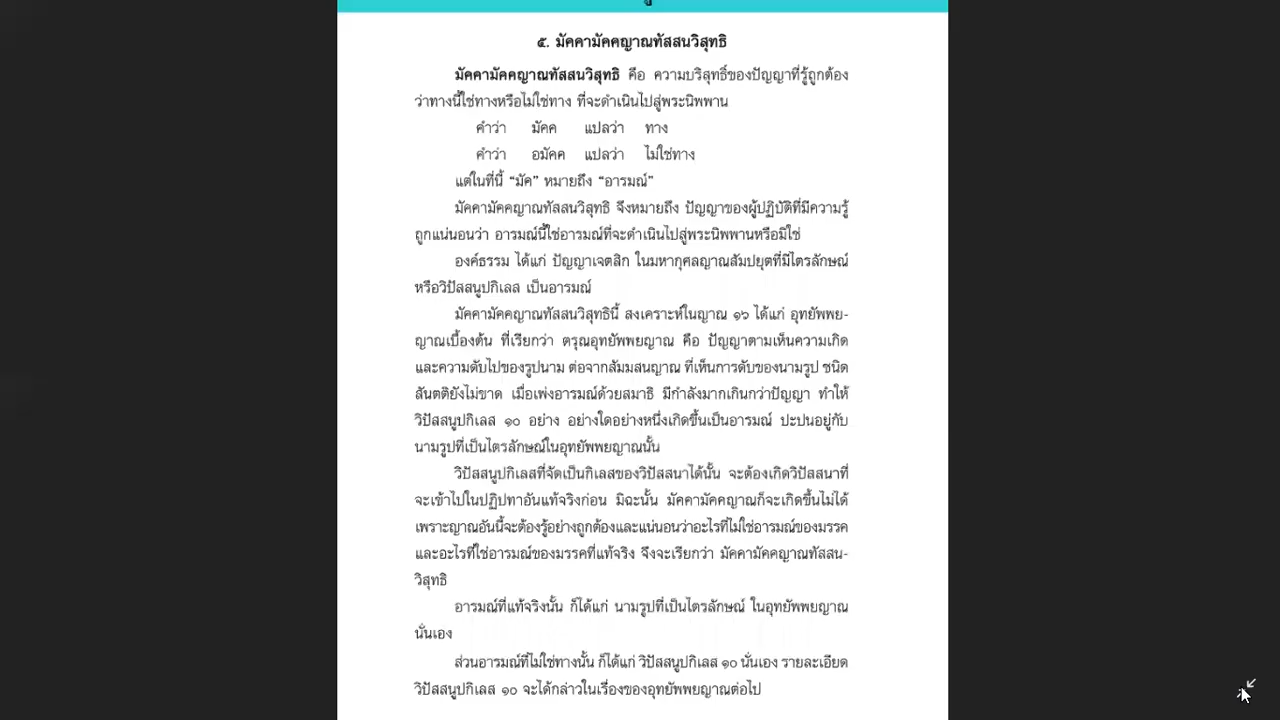 ๕. มัคคามัคคญาณทัสสนวิสุทธิ
มัคคามัคคญาณทัสสนวิสุทธิ คือ ความบริสุทธิ์ของปัญญาที่รู้ถูกต้อง
ว่าทางนี้ใช่ทางหรือไม่ใช่ทาง ที่จะดำเนินไปสู่พระนิพพาน
คำว่า มัคค แปลว่า ทาง
คำว่า อมัคค แปลว่า ไม่ใช่ทาง
แต่ในที่นี้ “มัค” หมายถึง “อารมณ์”
มัคคามัคคญาณทัสสนวิสุทธิ จึงหมายถึง ปัญญาของผู้ปฏิบัติที่มีความรู้
ถูกแน่นอนว่า อารมณ์นี้ใช่อารมณ์ที่จะดำเนินไปสู่พระนิพพานหรือมิใช่
องค์ธรรม ได้แก่ ปัญญาเจตสิก ในมหากุศลญาณสัมปยุตที่มีไตรลักษณ์
หรือวิปัสสนูปกิเลส เป็นอารมณ์
มัคคามัคคญาณทัสสนวิสุทธินี้ สงเคราะห์ในญาณ ๑๖ ได้แก่ อุทยัพพย-
ญาณเบื้องต้น ที่เรียกว่า ตรุณอุทยัพพยญาณ คือ ปัญญาตามเห็นความเกิด
และความดับไปของรูปนาม ต่อจากสัมมสนญาณ ที่เห็นการดับของนามรูป ชนิด
สันตติยังไม่ขาด เมื่อเพ่งอารมณ์ด้วยสมาธิ มีกำลังมากเกินกว่าปัญญา ทำให้
วิปัสสนูปกิเลส ๑๐ อย่าง อย่างใดอย่างหนึ่งเกิดขึ้นเป็นอารมณ์ ปะปนอยู่กับ
นามรูปที่เป็นไตรลักษณ์ในอุทยัพพยญาณนั้น
วิปัสสนูปกิเลสที่จัดเป็นกิเลสของวิปัสสนาได้นั้น จะต้องเกิดวิปัสสนาที่
จะเข้าไปในปฏิปทาอันแท้จริงก่อน มิฉะนั้น มัคคามัคคญาณก็จะเกิดขึ้นไม่ได้
เพราะญาณอันนี้จะต้องรู้อย่างถูกต้องและแน่นอนว่าอะไรที่ไม่ใช่อารมณ์ของมรรค
และอะไรที่ใช่อารมณ์ของมรรคที่แท้จริง จึงจะเรียกว่า มัคคามัคคญาณทัสสน-
วิสุทธิ
อารมณ์ที่แท้จริงนั้น ก็ได้แก่ นามรูปที่เป็นไตรลักษณ์ ในอุทยัพพยญาณ
นั่นเอง
ส่วนอารมณ์ที่ไม่ใช่ทางนั้น ก็ได้แก่ วิปัสสนูปกิเลส ๑๐ นั่นเอง รายละเอียด
วิปัสสนูปกิเลส ๑๐ จะได้กล่าวในเรื่องของอุทยัพพยญาณต่อไป